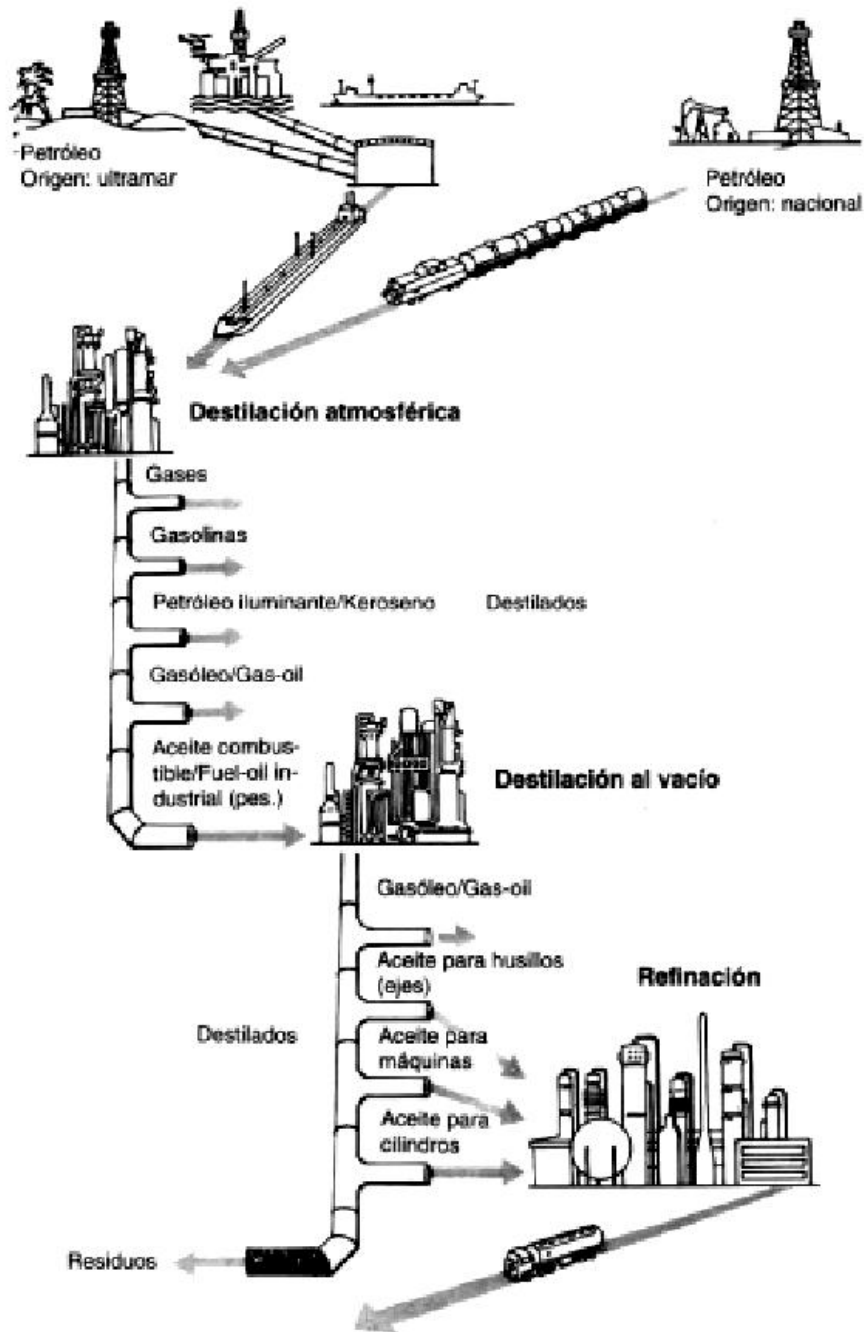 Petróleo
Origen: ultramar
Petróleo
Origen: nacional
Destilación atmosférica
Gases
Gasolinas
Petróleo iluminante/Keroseno
Destilados
Gasóleo/Gas-oil
Aceite combus-
tible/Fuel-oil in-
dustrial (pes.)
Destilación al vacío
Gasóleo/Gas-oil
Aceite para husillos
(ejes)
Refinación
Destilados
Aceite para
máquinas
Aceite para
cilindros
Residuos